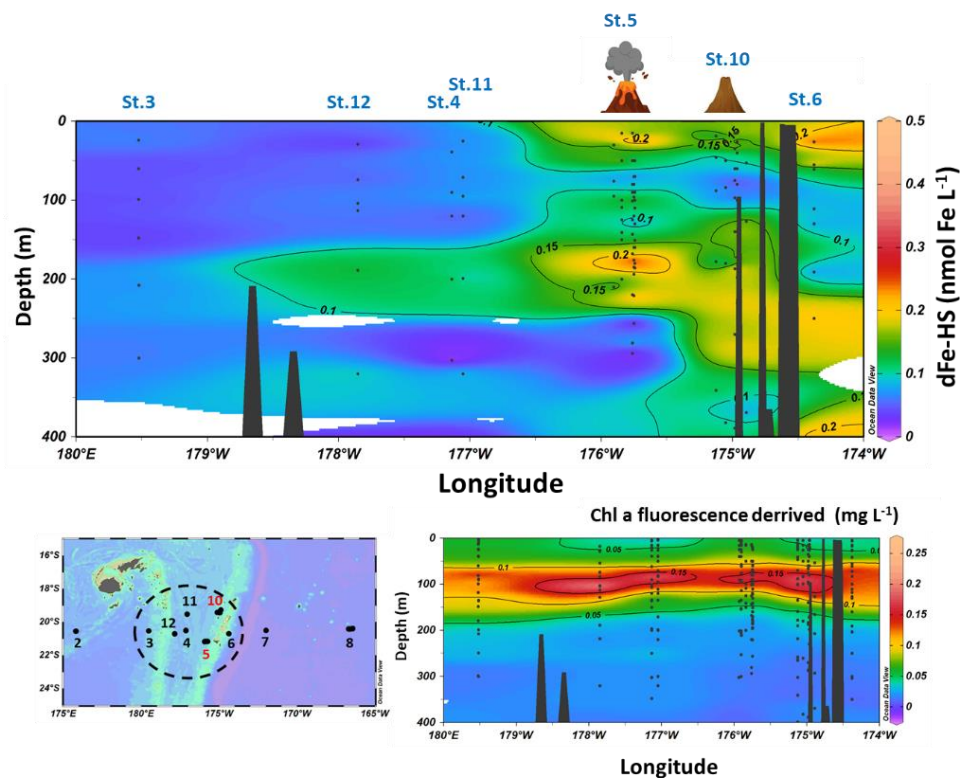 St.5
St.10
St.11
St.3 St.12 St.4 St.6
0.1 0.2 0.15 0.15 0.2
0.1
0.1
0.15 0.2
0.15
0.1
0.1
0.2
0
100
200
300
400
Depth (m)
180°E 179°W 178°W 177°W 176°W 175°W 174°W
Longitude
Ocean Data View
0.5
0.4
0.3
0.2
0.1
0
dFe-HS (nmol Fe L-1)
16°S
18°S
20°S
22°S
24°S
2 3 12 11 4 5 10 6 7 8
175°E 180°W 175°W 170°W 165°W
Ocean Data View
Chl a fluorescence derrived (mg L-1)
0.05 0.1
0.1 0.15 0.15
0.05 0.1
0
100
200
300
400
Depth (m)
180°W 179°W 178°W 177°W 176°W 175°W 174°W
Longitude
Ocean Data View
0.25
0.2
0.15
0.1
0.05
0